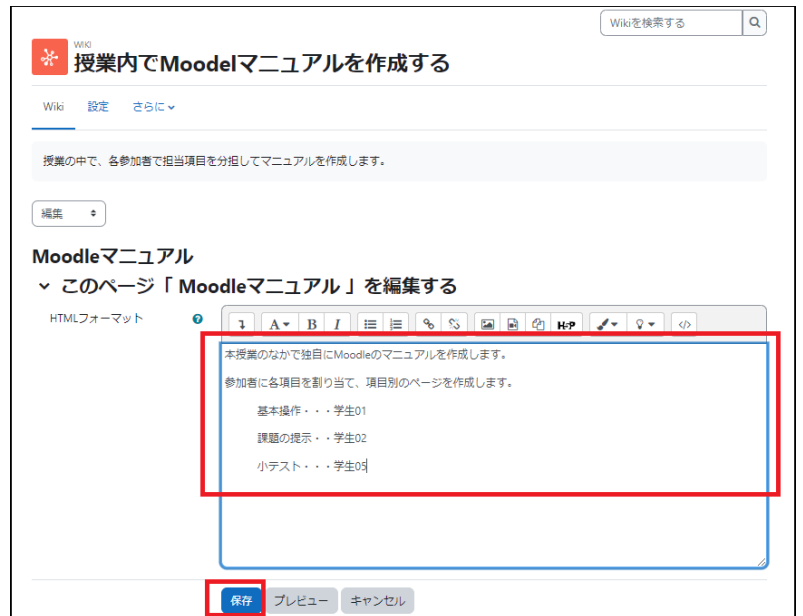 Wikiを検索する
WIKI
授業内でMoodelマニュアルを作成する
Wiki 設定 さらに
授業の中で、各参加者で担当項目を分担してマニュアルを作成します。
編集
Moodleマニュアル
このページ「 Moodleマニュアル 」を編集する
HTMLフォーマット
A B I H-P </>
本授業のなかで独自にMoodleのマニュアルを作成します。
参加者に各項目を割り当て、項目別のページを作成します。
基本操作・・・学生01
課題の提示・・学生02
小テスト・・・学生05
保存 プレビュー キャンセル